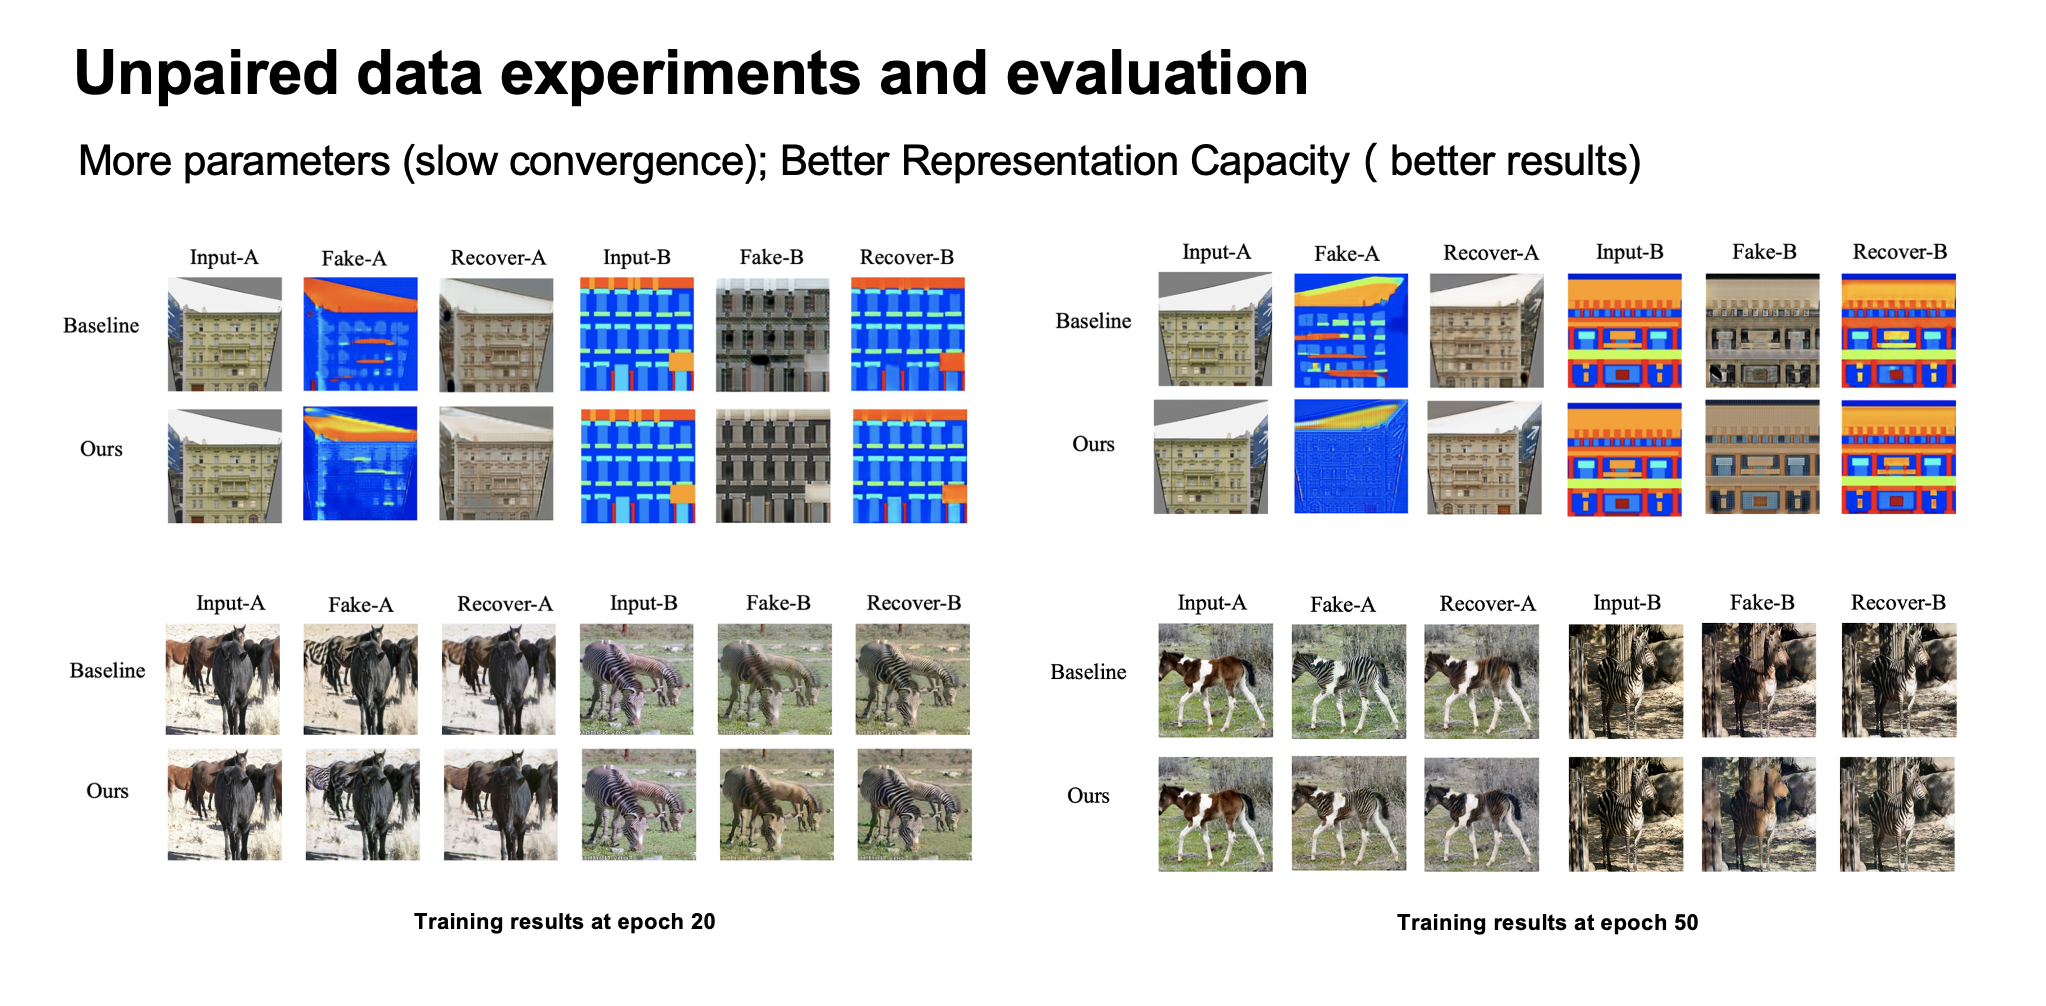 Unpaired data experiments and evaluation
More parameters (slow convergence); Better Representation Capacity ( better results)
Input-A Fake-A Recover-A Input-B Fake-B Recover-B
Baseline
Ours
Input-A Fake-A Recover-A Input-B Fake-B Recover-B
Baseline
Ours
Input-A Fake-A Recover-A Input-B Fake-B Recover-B
Baseline
Ours
Input-A Fake-A Recover-A Input-B Fake-B Recover-B
Baseline
Ours
Training results at epoch 20
Training results at epoch 50